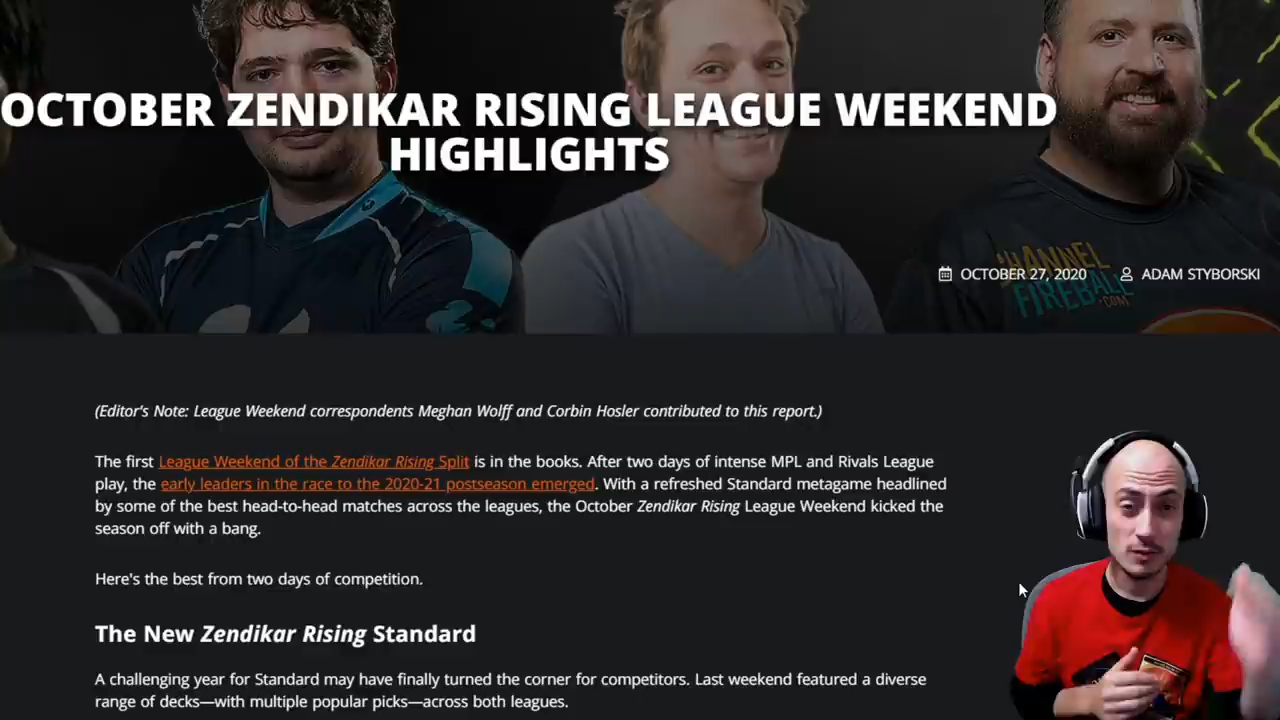 OCTOBER ZENDIKAR RISING LEAGUE WEEKEND
HIGHLIGHTS
CHANNEL
FIREBALL
.COM
OCTOBER 27, 2020 ADAM STYBORSKI
(Editor's Note: League Weekend correspondents Meghan Wolff and Corbin Hosler contributed to this report.)
The first League Weekend of the Zendikar Rising Split is in the books. After two days of intense MPL and Rivals League
play, the early leaders in the race to the 2020-21 postseason emerged. With a refreshed Standard metagame headlined
by some of the best head-to-head matches across the leagues, the October Zendikar Rising League Weekend kicked the
season off with a bang.
Here's the best from two days of competition.
The New Zendikar Rising Standard
A challenging year for Standard may have finally turned the corner for competitors. Last weekend featured a diverse
range of decks—with multiple popular picks—across both leagues.